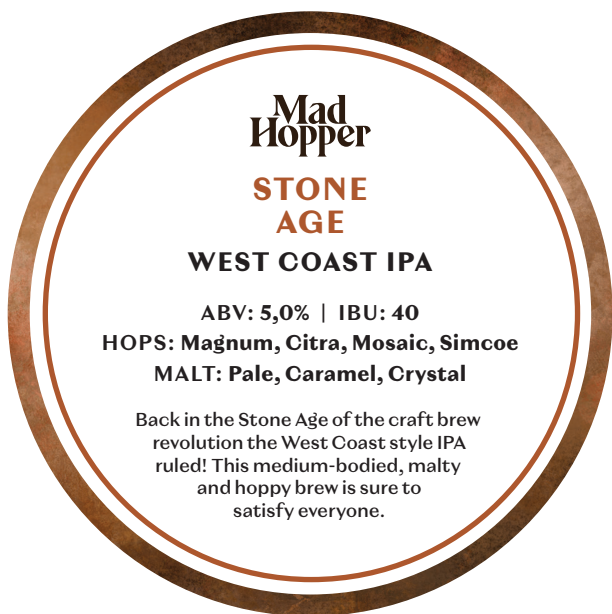 Mad
Hopper
STONE
AGE
WEST COAST IPA
ABV: 5,0% | IBU: 40
HOPS: Magnum, Citra, Mosaic, Simcoe
MALT: Pale, Caramel, Crystal
Back in the Stone Age of the craft brew
revolution the West Coast style IPA
ruled! This medium-bodied, malty
and hoppy brew is sure to
satisfy everyone.